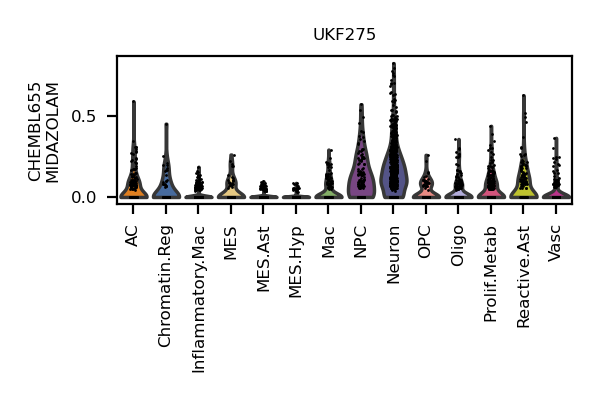 UKF275
CHEMBL655
MIDAZOLAM
0.5
0.0
AC
Chromatin.Reg
Inflammatory.Mac
MES
MES.Ast
MES.Hyp
Mac
NPC
Neuron
OPC
Oligo
Prolif.Metab
Reactive.Ast
Vasc